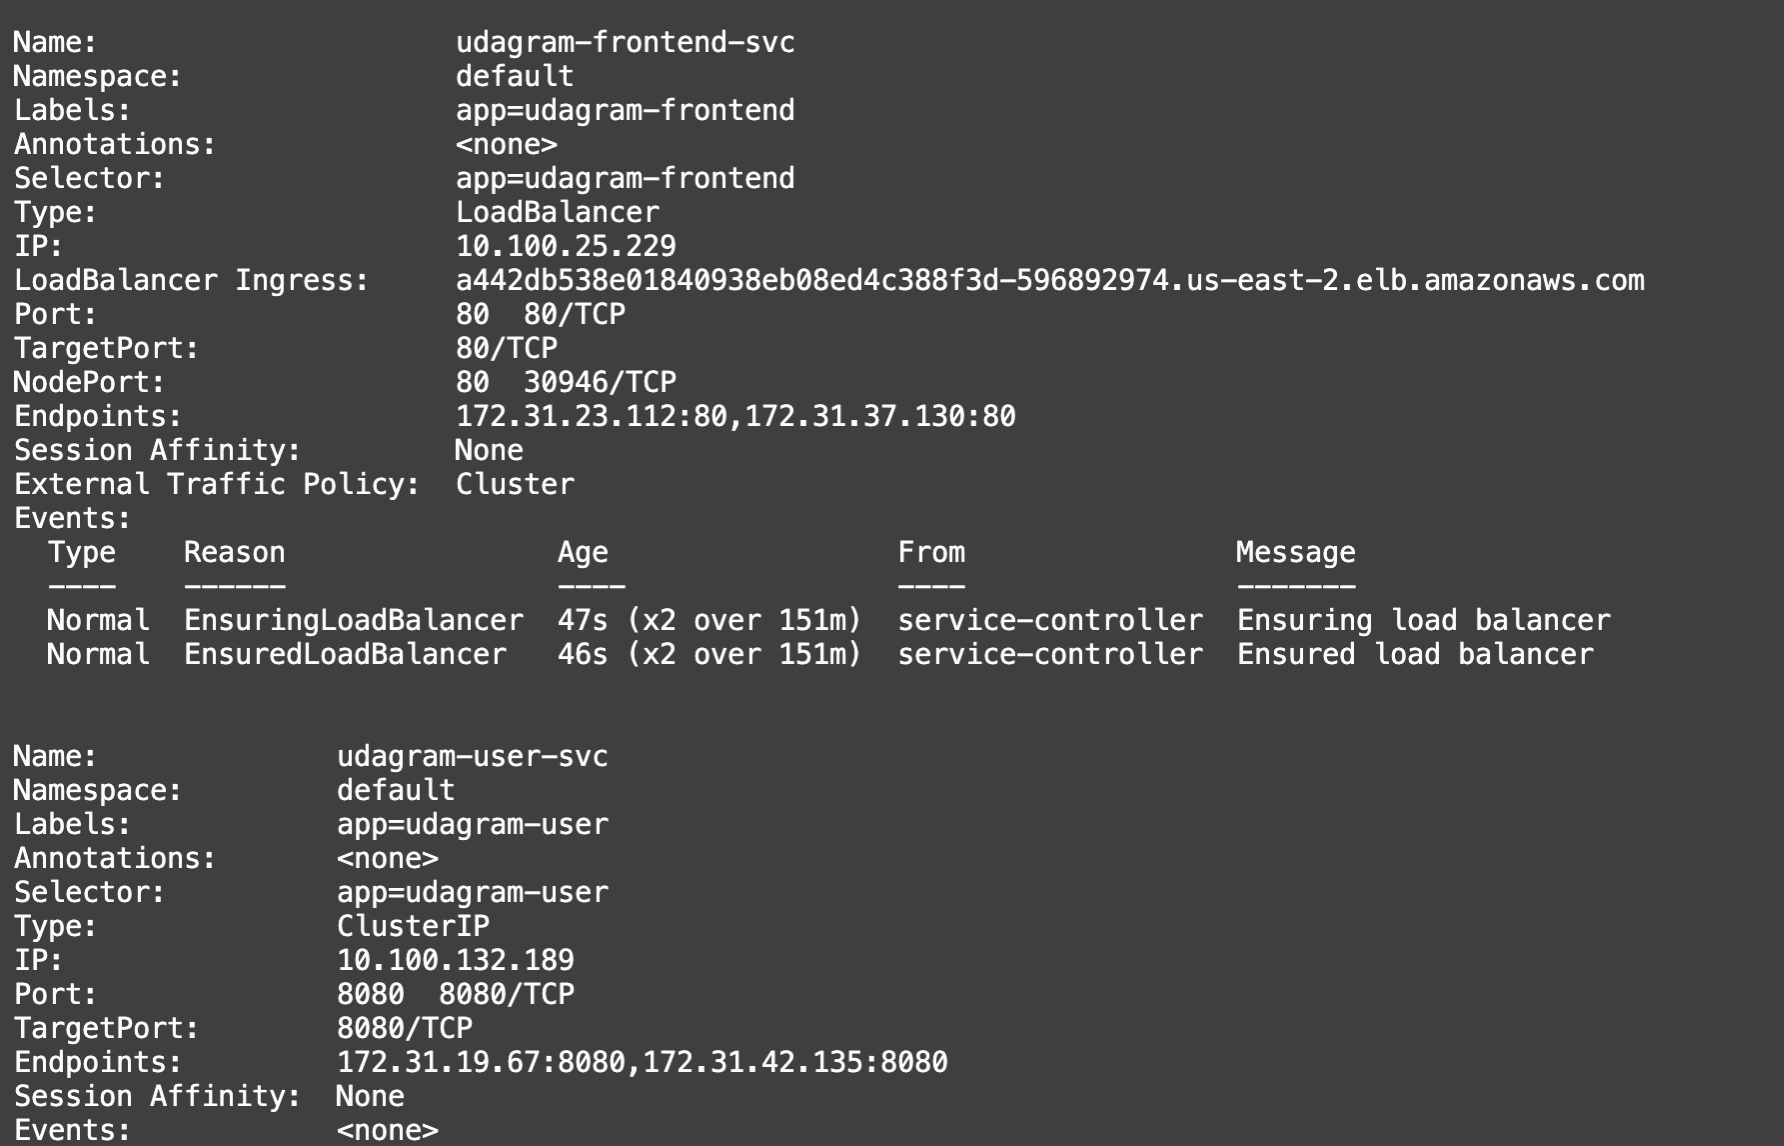 Name:                     udagram-frontend-svc
Namespace:                default
Labels:                   app=udagram-frontend
Annotations:              <none>
Selector:                 app=udagram-frontend
Type:                     LoadBalancer
IP:                       10.100.25.229
LoadBalancer Ingress:     a442db538e01840938eb08ed4c388f3d-596892974.us-east-2.elb.amazonaws.com
Port:                     80  80/TCP
TargetPort:               80/TCP
NodePort:                 80  30946/TCP
Endpoints:                172.31.23.112:80,172.31.37.130:80
Session Affinity:         None
External Traffic Policy:  Cluster
Events:
  Type    Reason                Age                 From                Message
  ----    ------                ----                ----                -------
  Normal  EnsuringLoadBalancer  47s (x2 over 151m)  service-controller  Ensuring load balancer
  Normal  EnsuredLoadBalancer   46s (x2 over 151m)  service-controller  Ensured load balancer
Name:              udagram-user-svc
Namespace:         default
Labels:            app=udagram-user
Annotations:       <none>
Selector:          app=udagram-user
Type:              ClusterIP
IP:                10.100.132.189
Port:              8080  8080/TCP
TargetPort:        8080/TCP
Endpoints:         172.31.19.67:8080,172.31.42.135:8080
Session Affinity:  None
Events:            <none>